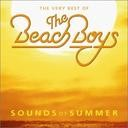 THE VERY BEST OF
The
Beach Boys
SOUNDS OF SUMMER